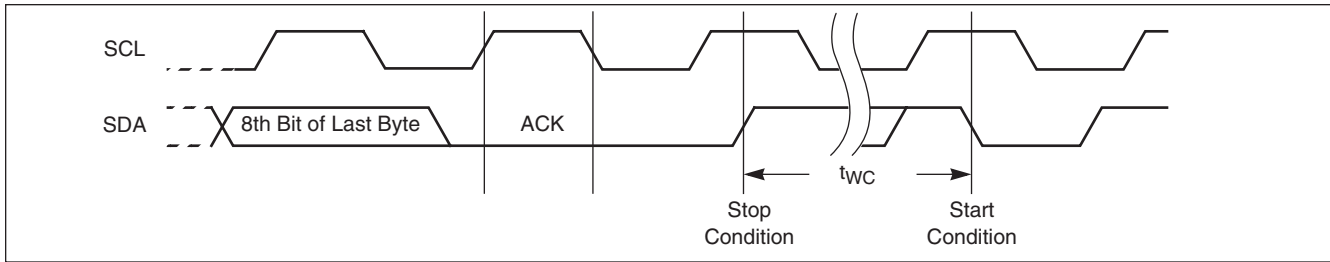 SCL
SDA
8th Bit of Last Byte
ACK
tWC
Stop
Condition
Start
Condition